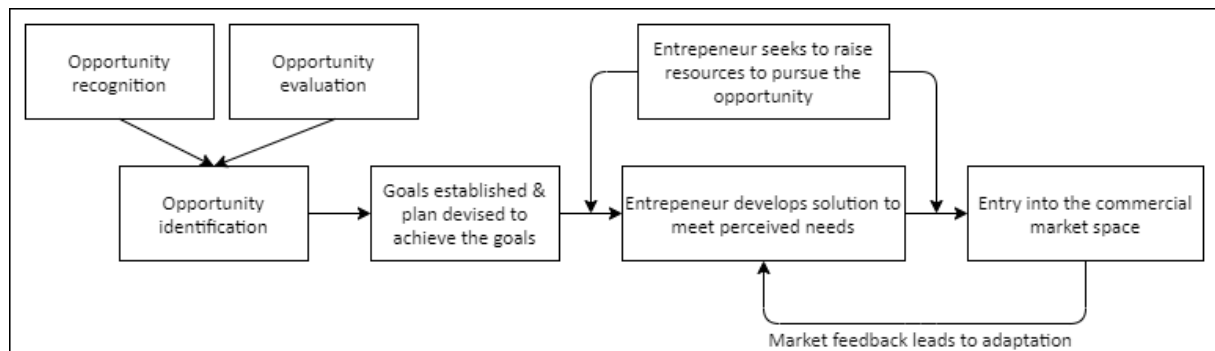 Opportunity
recognition
Opportunity
evaluation
Entrepeneur seeks to raise
resources to pursue the
opportunity
Opportunity
identification
Goals established &
plan devised to
achieve the goals
Entrepeneur develops solution to
meet perceived needs
Entry into the commercial
market space
Market feedback leads to adaptation